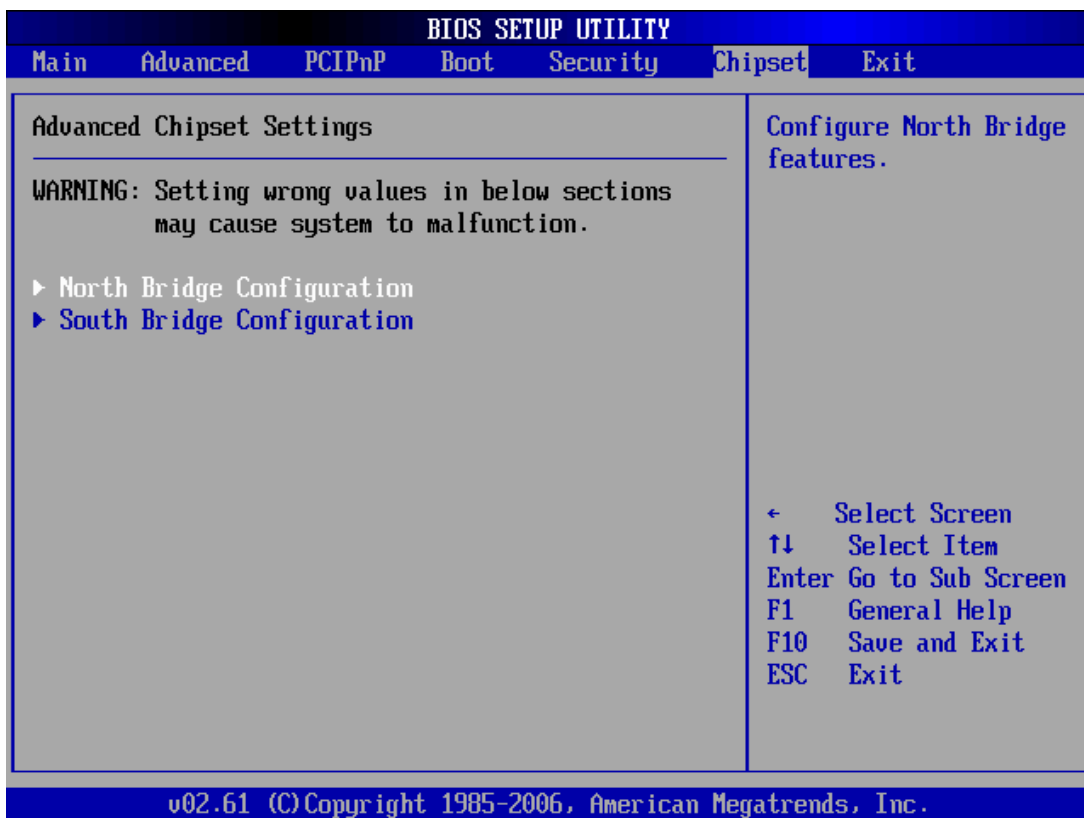 BIOS SETUP UTILITY
Main Advanced PCIPnP Boot Security Chipset Exit
Advanced Chipset Settings
WARNING: Setting wrong values in below sections
may cause system to malfunction.
▶ North Bridge Configuration
▶ South Bridge Configuration
Configure North Bridge
features.
← Select Screen
↑↓ Select Item
Enter Go to Sub Screen
F1 General Help
F10 Save and Exit
ESC Exit
v02.61 (C)Copyright 1985-2006, American Megatrends, Inc.